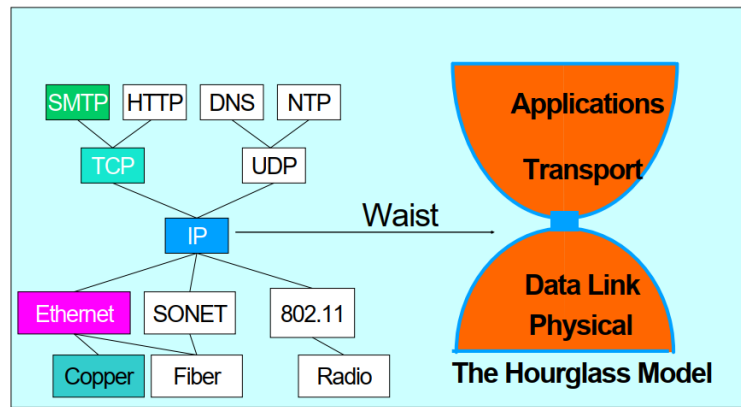 SMTP HTTP DNS NTP
TCP UDP
IP
Waist
Ethernet SONET 802.11
Copper Fiber Radio
Applications
Transport
Data Link
Physical
The Hourglass Model